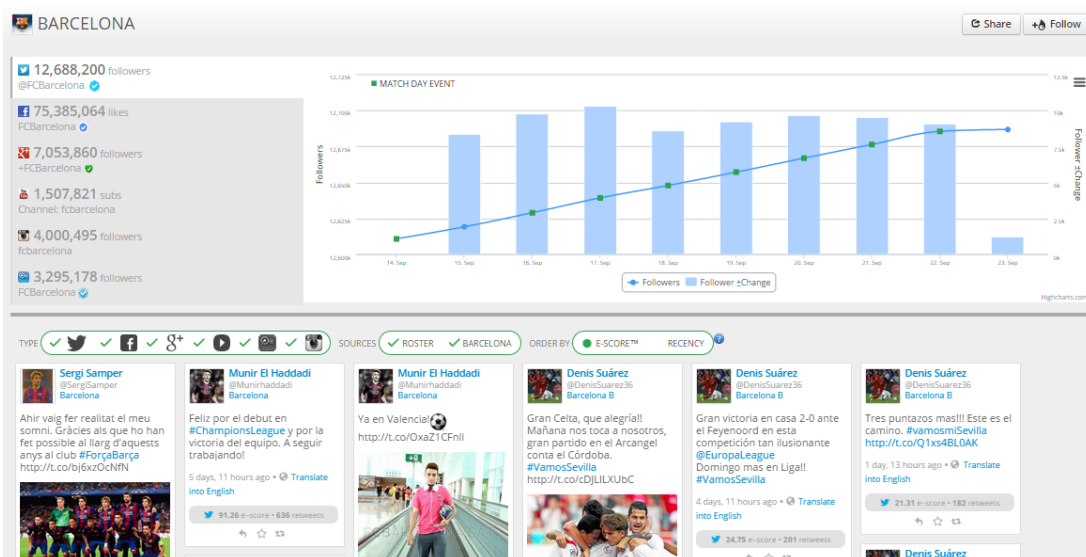 BARCELONA
Share
Follow
12,688,200 followers
@FCBarcelona
75,385,064 likes
FCBarcelona
7,053,860 followers
+FCBarcelona
1,507,821 subs
Channel: fcbarcelona
4,000,495 followers
fcbarcelona
3,295,178 followers
FCBarcelona
MATCH DAY EVENT
12,725k
12,700k
12,675k
12,650k
12,625k
12,600k
Followers
12.5k
10k
7.5k
5k
2.5k
0k
Follower ±Change
14. Sep
15. Sep
16. Sep
17. Sep
18. Sep
19. Sep
20. Sep
21. Sep
22. Sep
23. Sep
Followers
Follower ±Change
Highcharts.com
TYPE
SOURCES
ROSTER
BARCELONA
ORDER BY
E-SCORE™
RECENCY
Sergi Samper
@SergiSamper
Barcelona
Ahir vaig fer realitat el meu
somni. Gràcies als que ho han
fet possible al llarg d'aquests
anys al club #ForçaBarça
http://t.co/bj6xzOcNfN
Munir El Haddadi
@Munirhaddadi
Barcelona
Feliz por el debut en
#ChampionsLeague y por la
victoria del equipo. A seguir
trabajando!
5 days, 11 hours ago • Translate
into English
91.26 e-score • 636 retweets
Munir El Haddadi
@Munirhaddadi
Barcelona
Ya en Valencia!
http://t.co/OxaZ1CFnll
Denis Suárez
@DenisSuarez36
Barcelona B
Gran Celta, que alegría!!
Mañana nos toca a nosotros,
gran partido en el Arcangel
conta el Córdoba.
#VamosSevilla
http://t.co/cDJLILXUbC
Denis Suárez
@DenisSuarez36
Barcelona B
Gran victoria en casa 2-0 ante
el Feyenoord en esta
competición tan ilusionante
@EuropaLeague
Domingo mas en Liga!!
#VamosSevilla
4 days, 11 hours ago • Translate
into English
24.75 e-score • 201 retweets
Denis Suárez
@DenisSuarez36
Barcelona B
Tres puntazos mas!!! Este es el
camino. #vamosmiSevilla
http://t.co/Q1xs4BL0AK
1 day, 13 hours ago • Translate
into English
21.31 e-score • 182 retweets
Denis Suárez